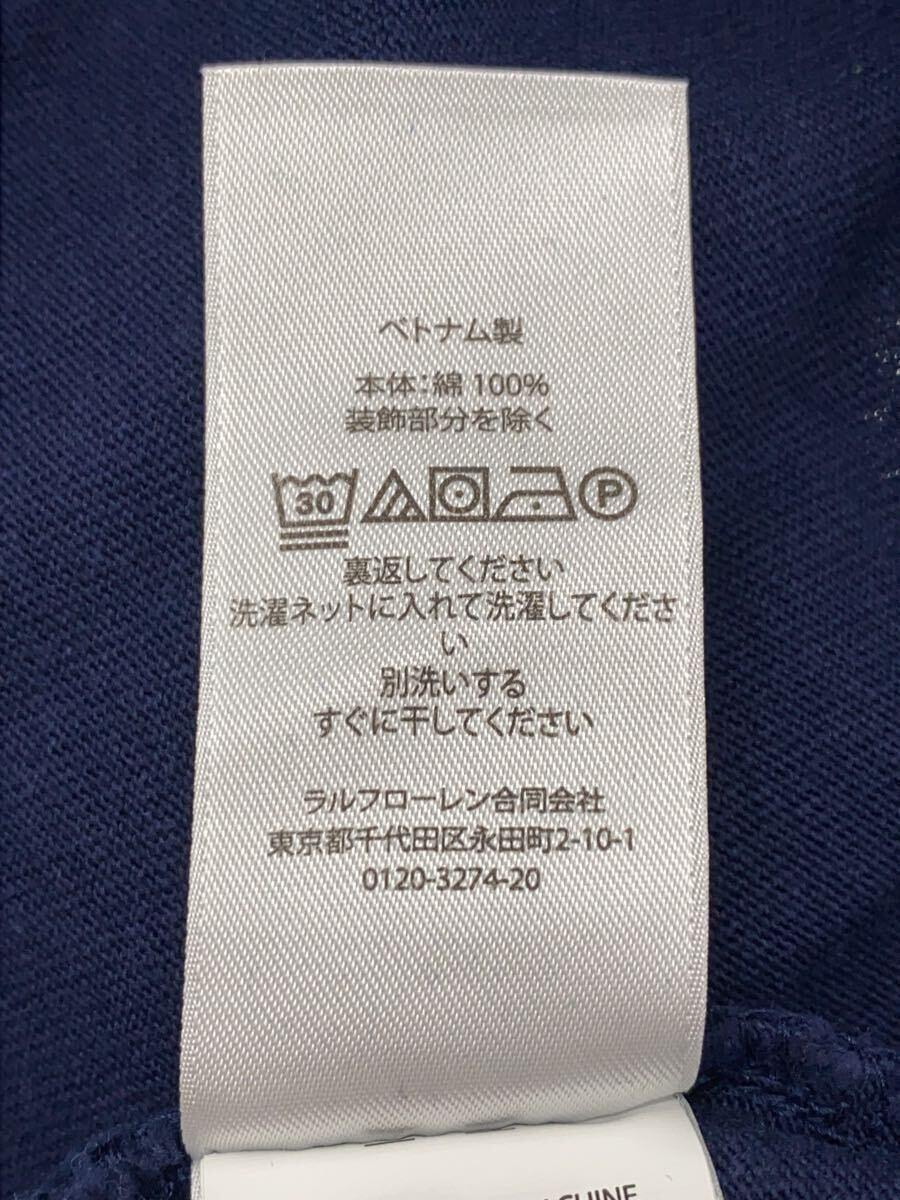 ベトナム製
本体：綿 100%
装飾部分を除く
30 P
裏返してください
洗濯ネットに入れて洗濯してくださ
い
別洗いする
すぐに干してください
ラルフローレン合同会社
東京都千代田区永田町2-10-1
0120-3274-20